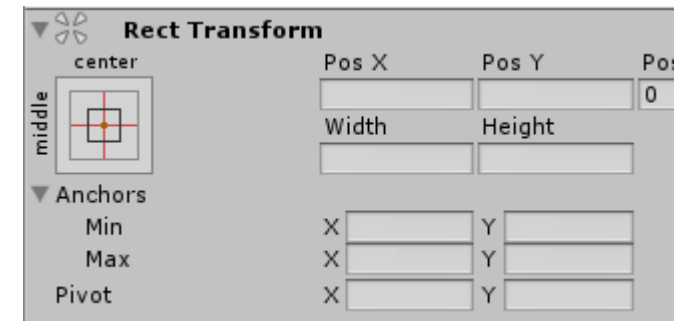 Rect Transform
center Pos X Pos Y Pos
middle 0
Width Height
Anchors
Min X Y
Max X Y
Pivot X Y